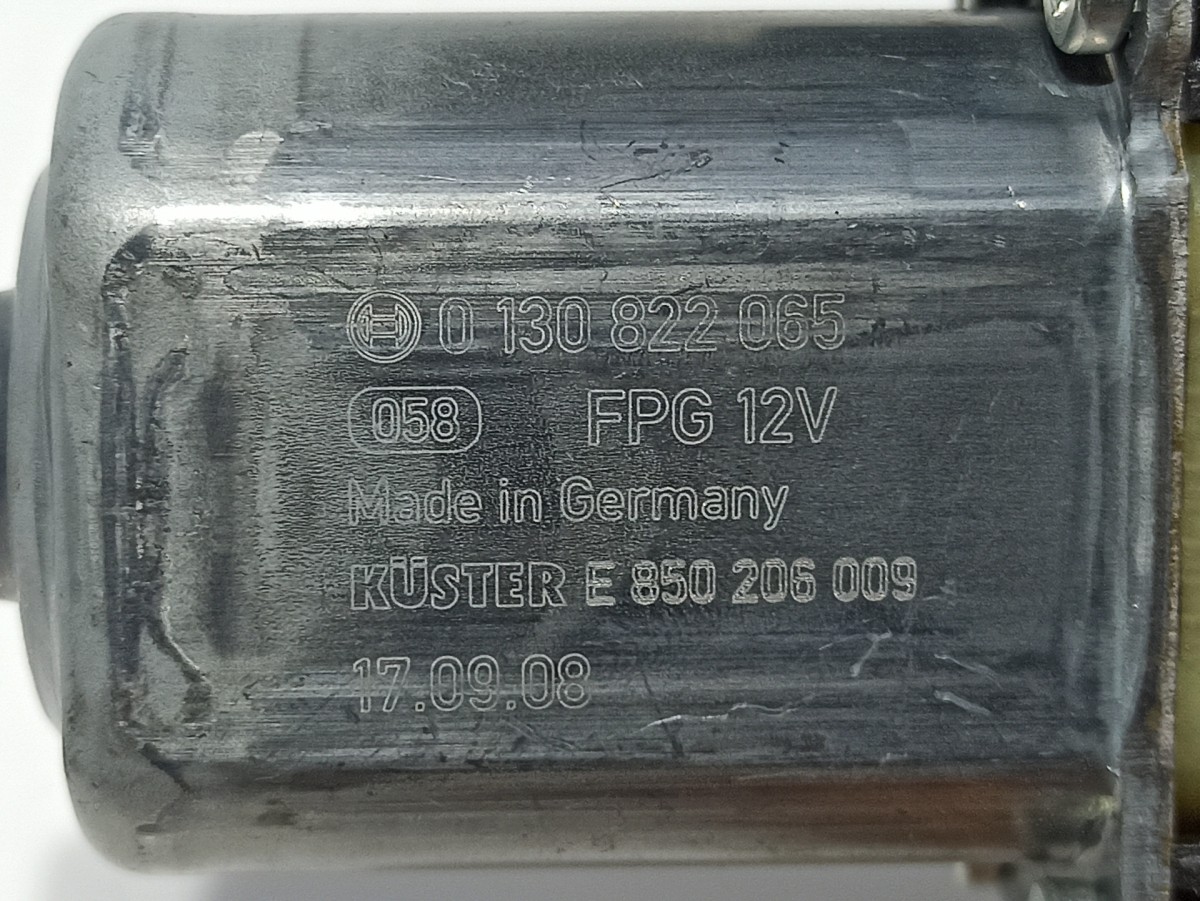 0 130 822 065
058 FPG 12V
Made in Germany
KÜSTER E 850 206 009
17.09.08